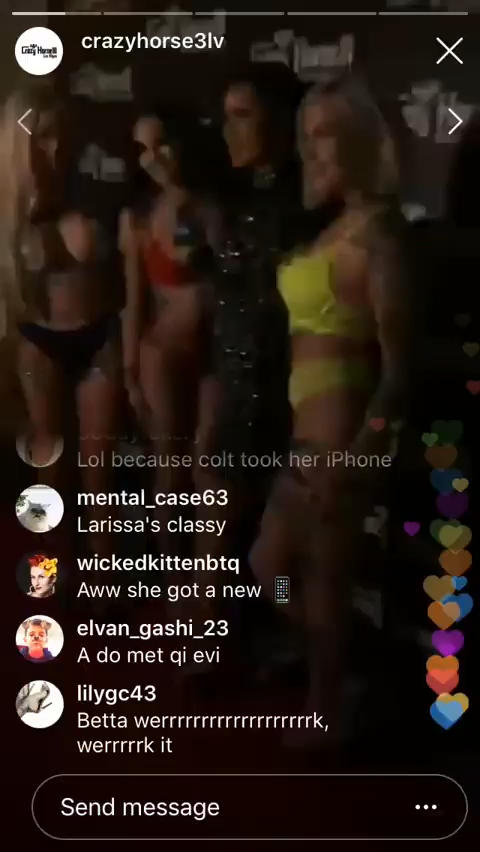 crazyhorse3lv
Lol because colt took her iPhone
mental_case63
Larissa's classy
wickedkittenbtq
Aww she got a new 📱
elvan_gashi_23
A do met qi evi
lilygc43
Betta werrrrrrrrrrrrrrrrrrrk,
werrrrrk it
Send message